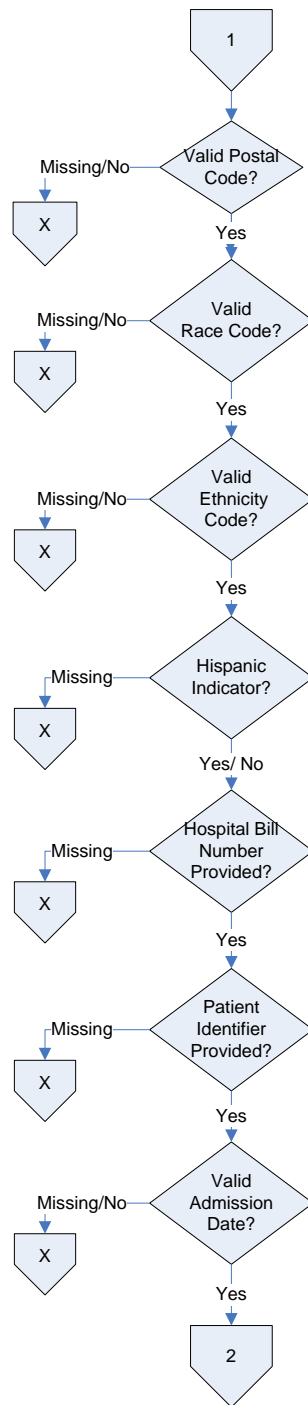 1
Valid Postal
Code?
Missing/No
X
Yes
Valid
Race Code?
Missing/No
X
Yes
Valid
Ethnicity
Code?
Missing/No
X
Yes
Hispanic
Indicator?
Missing
X
Yes/ No
Hospital Bill
Number
Provided?
Missing
X
Yes
Patient
Identifier
Provided?
Missing
X
Yes
Valid
Admission
Date?
Missing/No
X
Yes
2